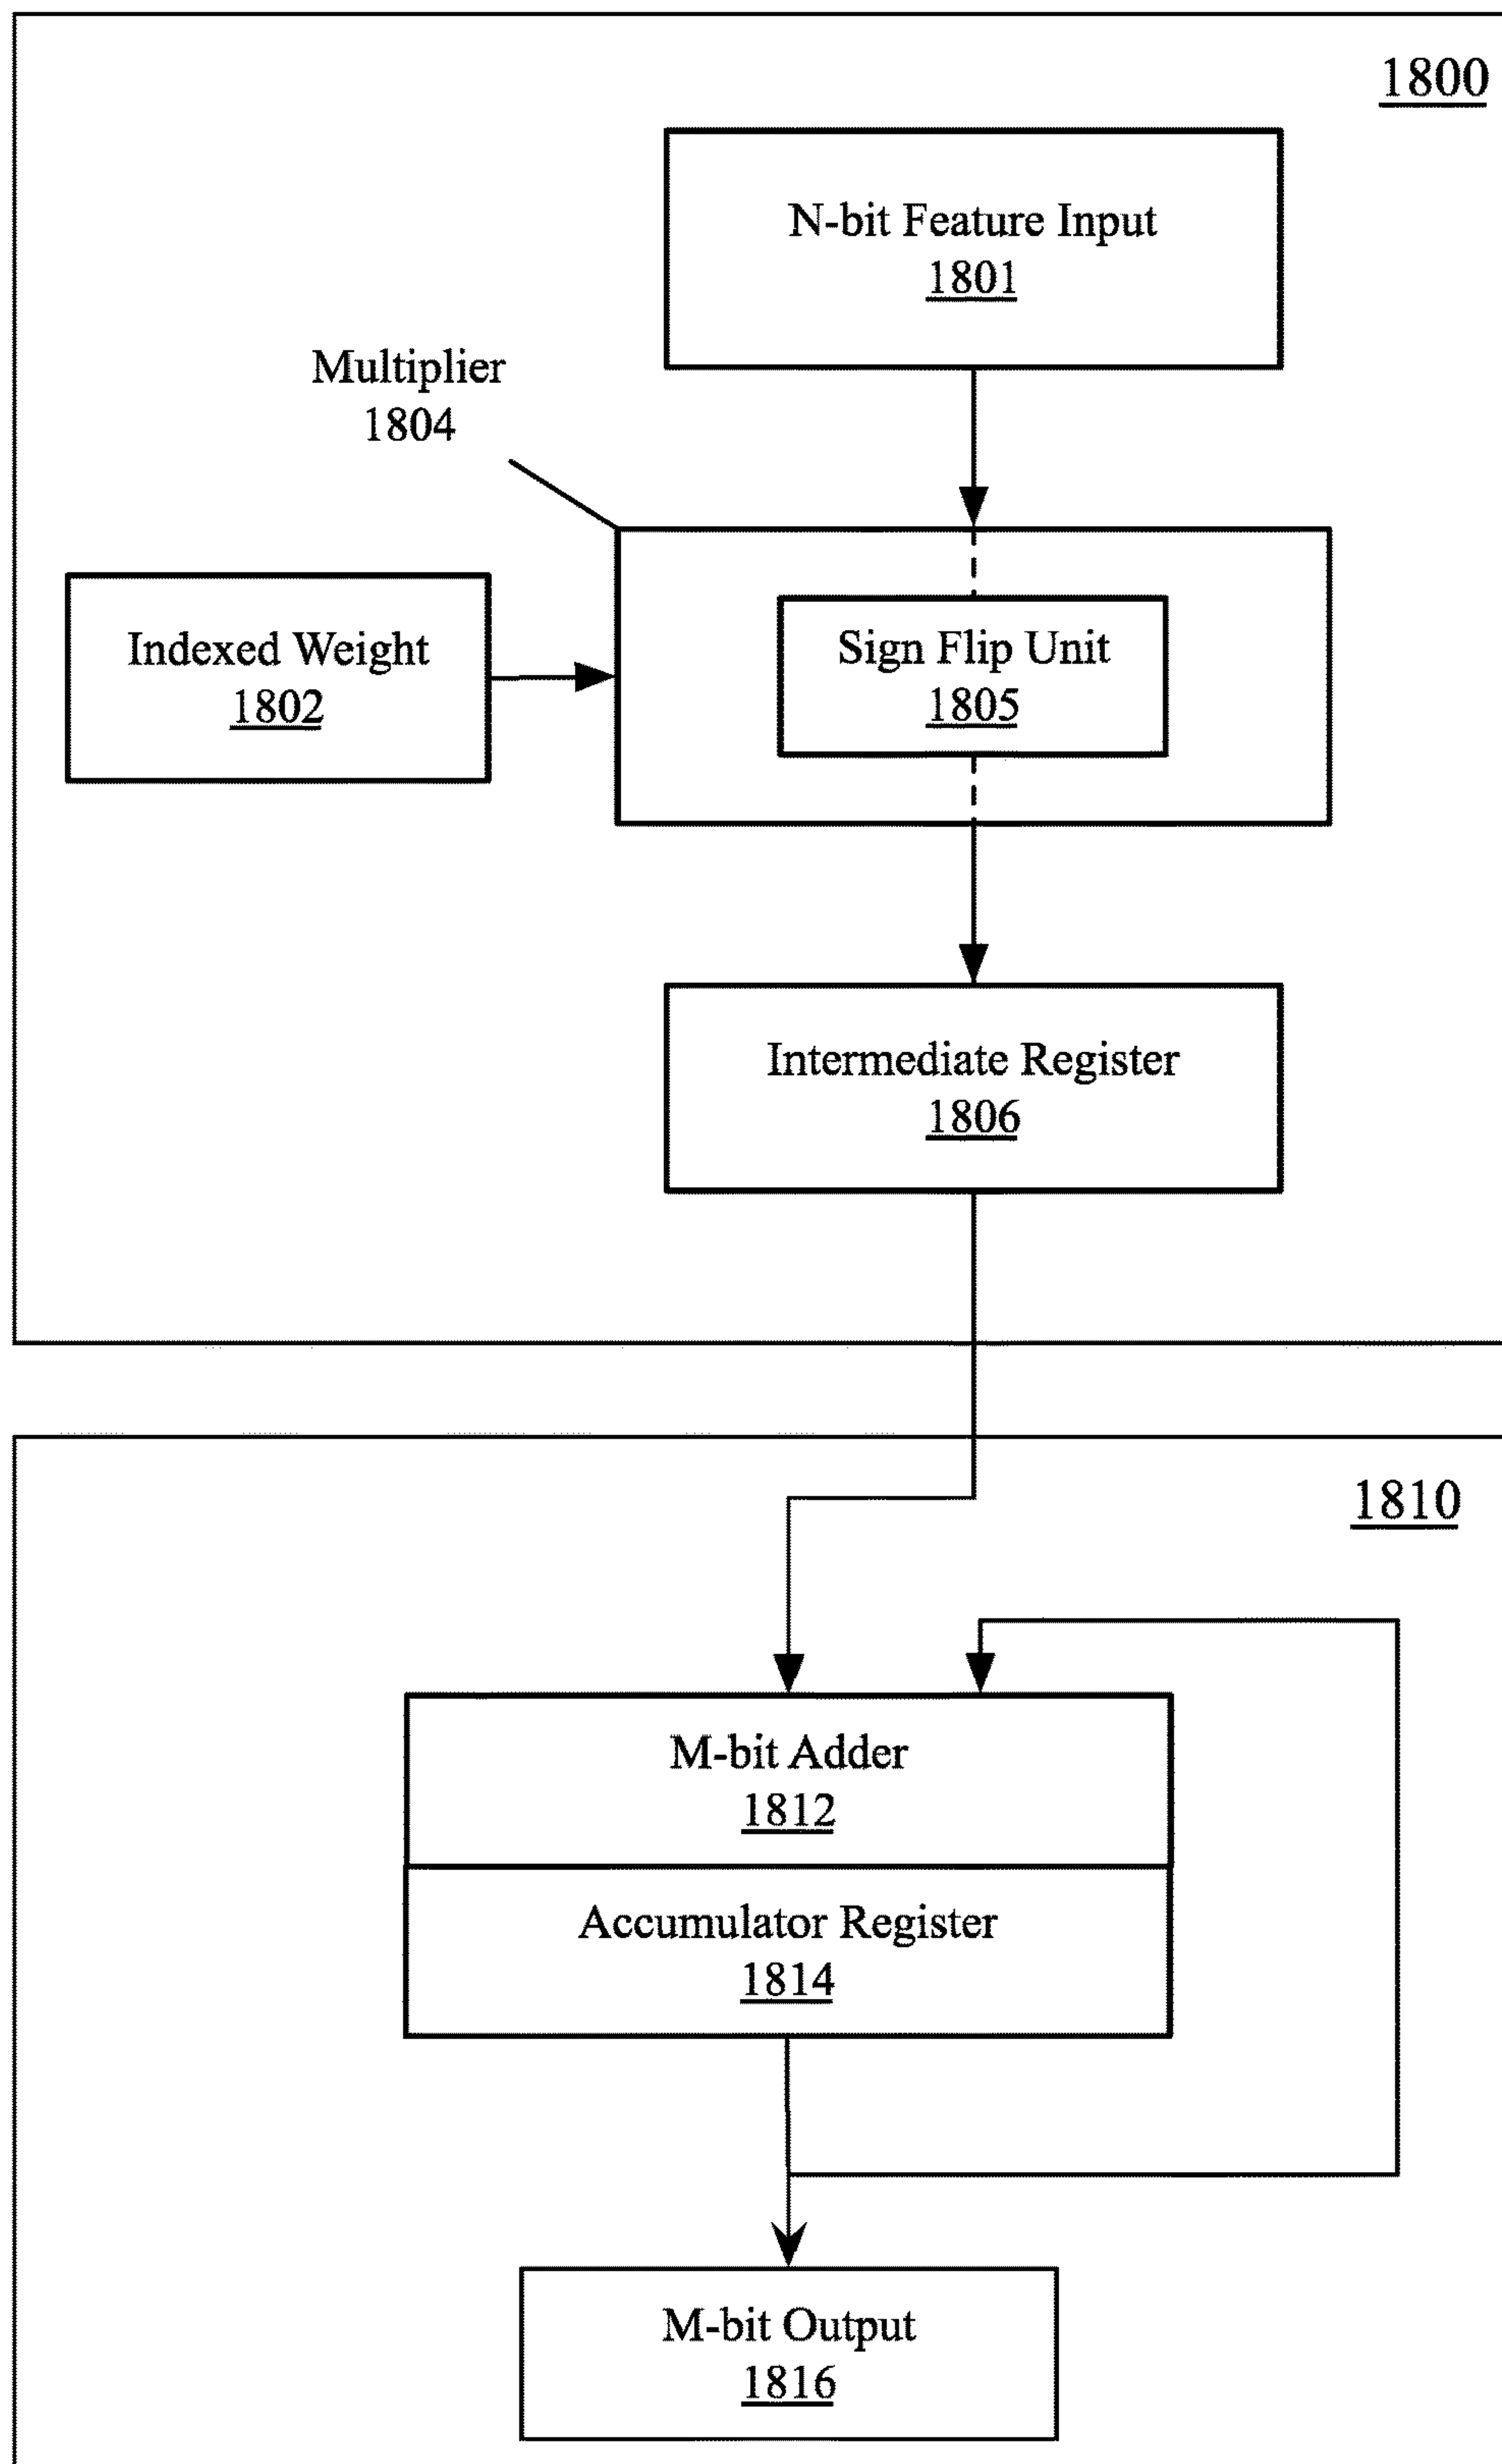 1800
N-bit Feature Input
1801
Multiplier
1804
Indexed Weight
1802
Sign Flip Unit
1805
Intermediate Register
1806
1810
M-bit Adder
1812
Accumulator Register
1814
M-bit Output
1816